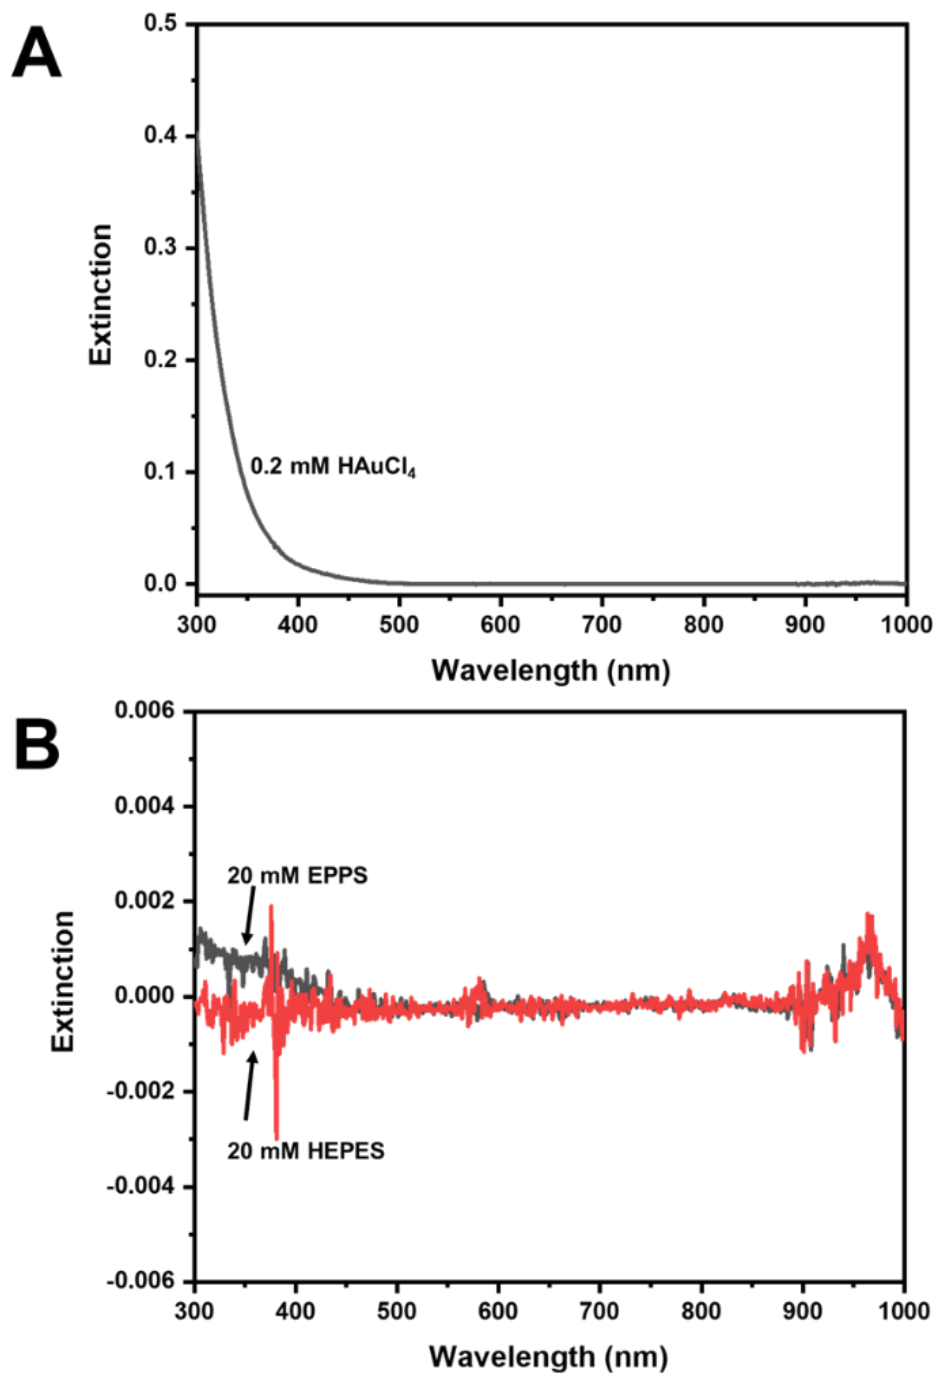 A
0.5
0.4
0.3
0.2
0.1
0.0
Extinction
0.2 mM HAuCl₄
300 400 500 600 700 800 900 1000
Wavelength (nm)
B
0.006
0.004
0.002
0.000
-0.002
-0.004
-0.006
Extinction
20 mM EPPS
20 mM HEPES
300 400 500 600 700 800 900 1000
Wavelength (nm)